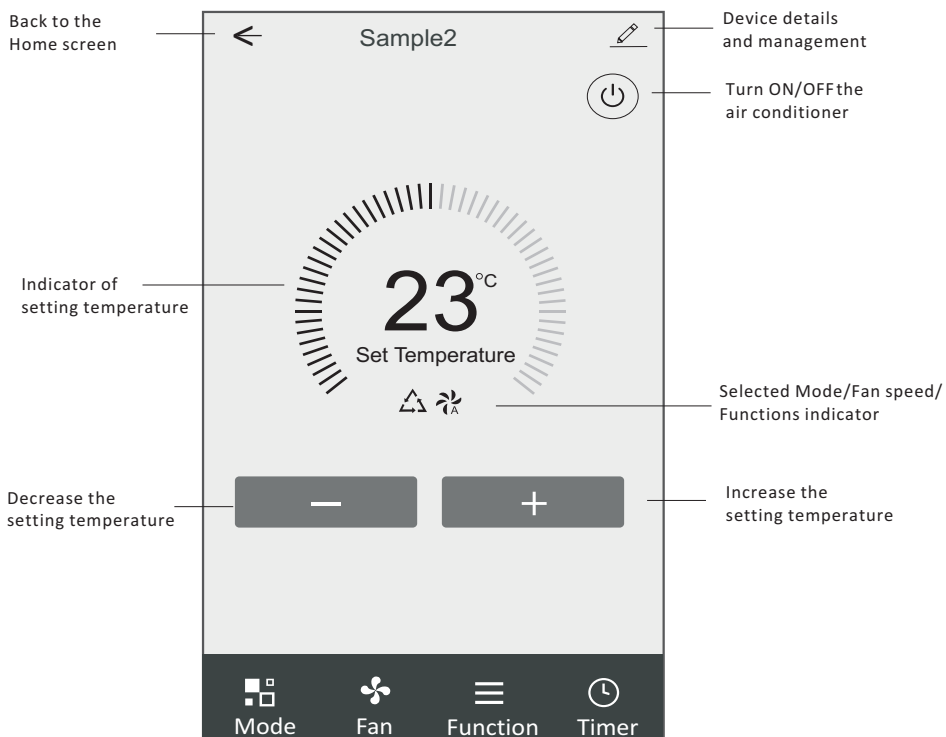 Back to the
Home screen
Sample2
Device details
and management
Turn ON/OFF the
air conditioner
Indicator of
setting temperature
23°C
Set Temperature
A
Selected Mode/Fan speed/
Functions indicator
Decrease the
setting temperature
−
+
Increase the
setting temperature
Mode Fan Function Timer